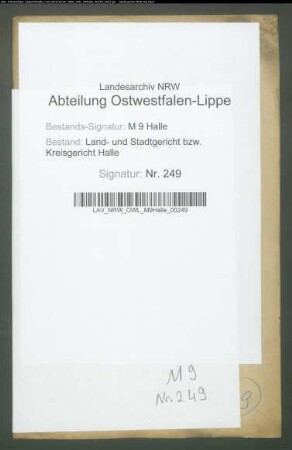 Landesarchiv NRW
Abteilung Ostwestfalen-Lippe
Bestands-Signatur: M 9 Halle
Bestand: Land- und Stadtgericht bzw.
Kreisgericht Halle
Signatur: Nr. 249
LAV_NRW_OWL_M9Halle_00249
M 9
Nr. 249